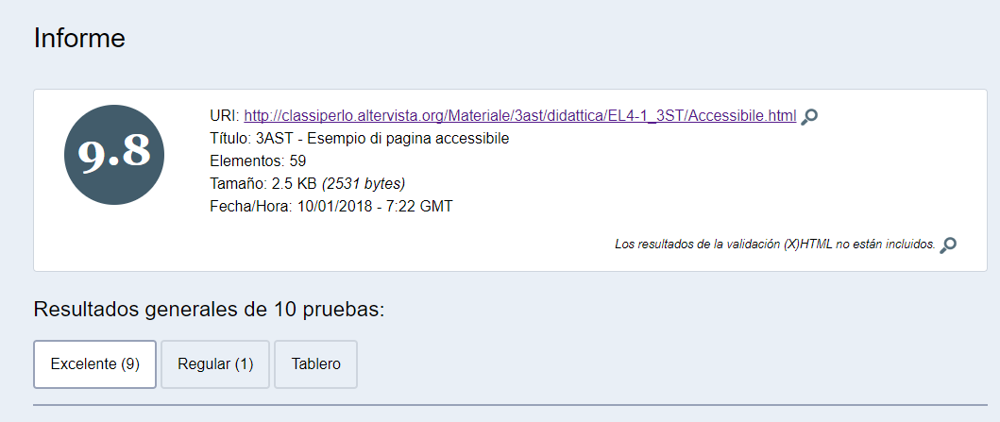 Informe
9.8
URI: http://classiperlo.altervista.org/Materiale/3ast/didattica/EL4-1_3ST/Accessibile.html
Título: 3AST - Esempio di pagina accessibile
Elementos: 59
Tamaño: 2.5 KB (2531 bytes)
Fecha/Hora: 10/01/2018 - 7:22 GMT
Los resultados de la validación (X)HTML no están incluidos.
Resultados generales de 10 pruebas:
Excelente (9) Regular (1) Tablero